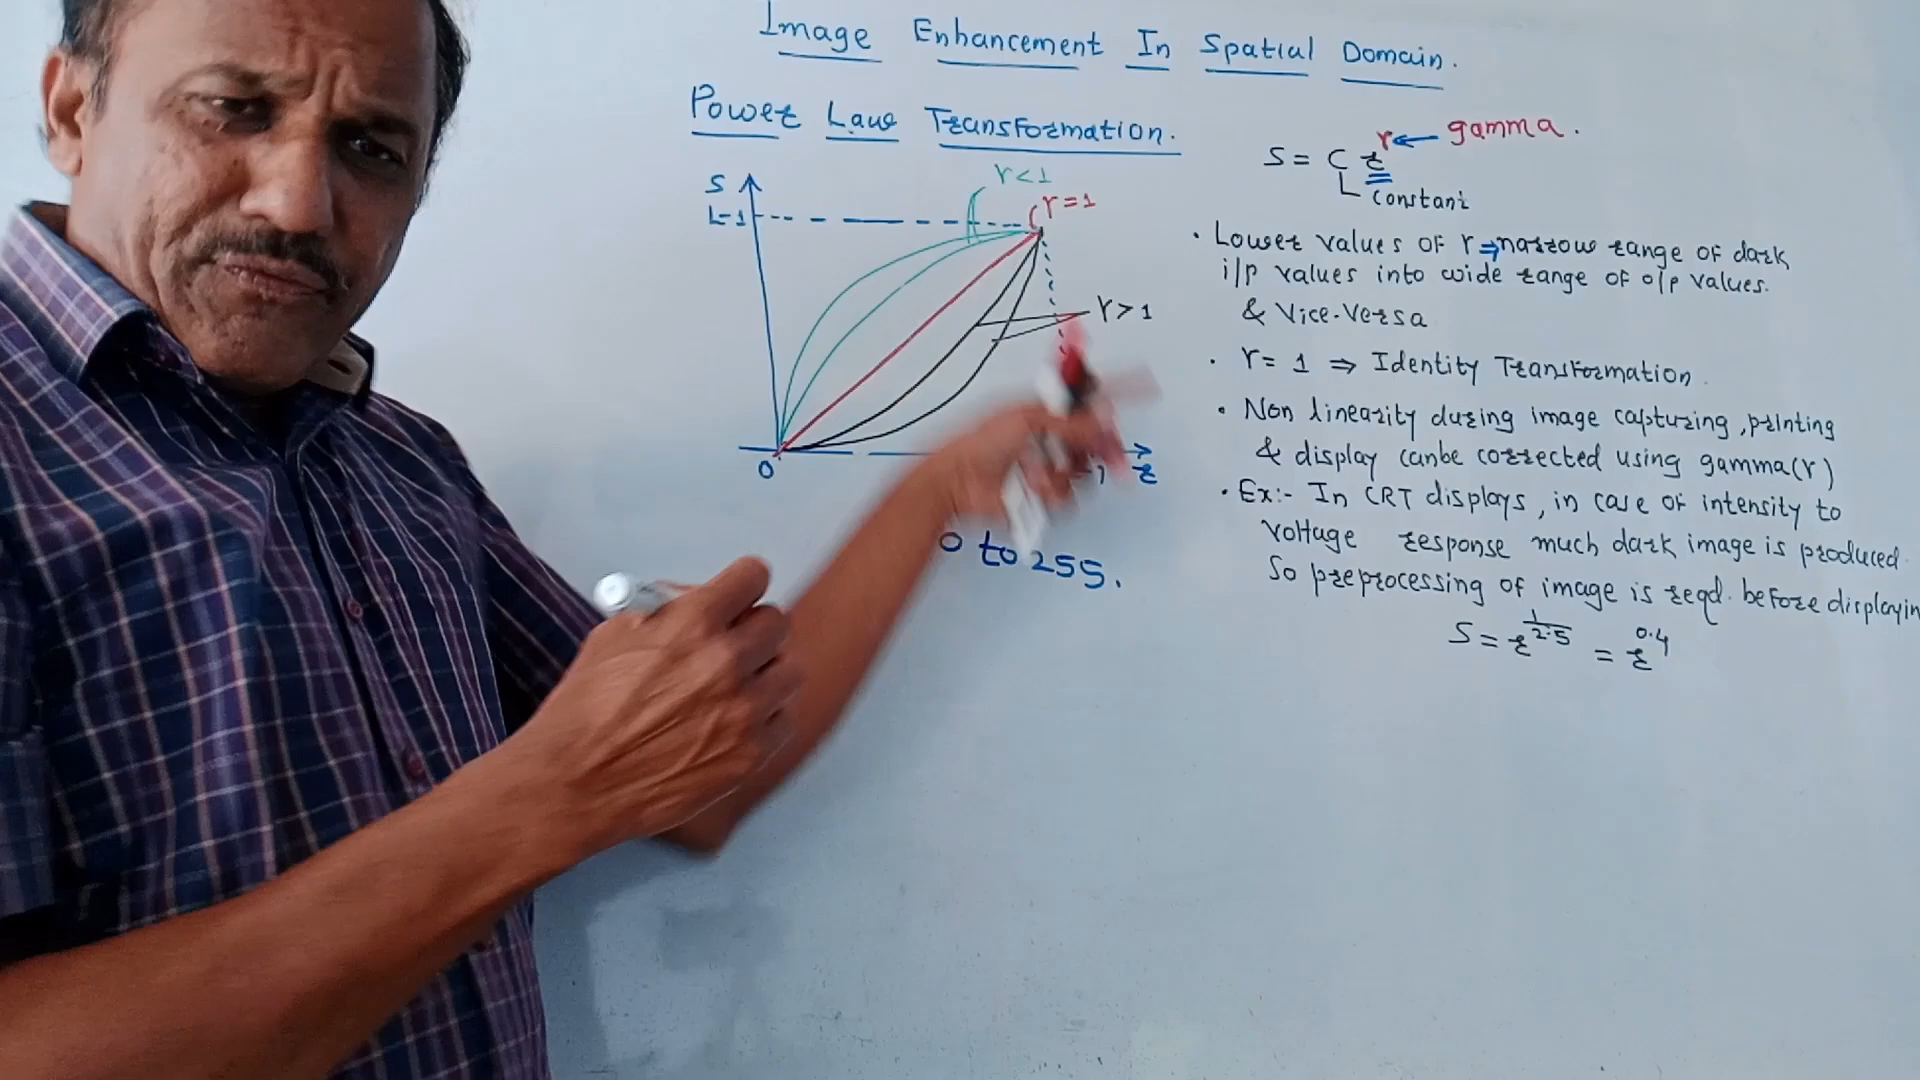 Image Enhancement In Spatial Domain.
Power Law Transformation.
S = C r^γ ← gamma.
constant
S
L-1
γ<1
γ=1
γ>1
0
r
0 to 255.
• Lower values of γ ⇒ narrow range of dark
i/p values into wide range of o/p values.
& Vice-Versa
• γ = 1 ⇒ Identity Transformation.
• Non linearity during image capturing, printing
& display canbe corrected using gamma(γ)
• Ex:- In CRT displays, in case of intensity to
voltage response much dark image is produced.
So preprocessing of image is reqd. before displayin
S = r^1/2.5 = r^0.4